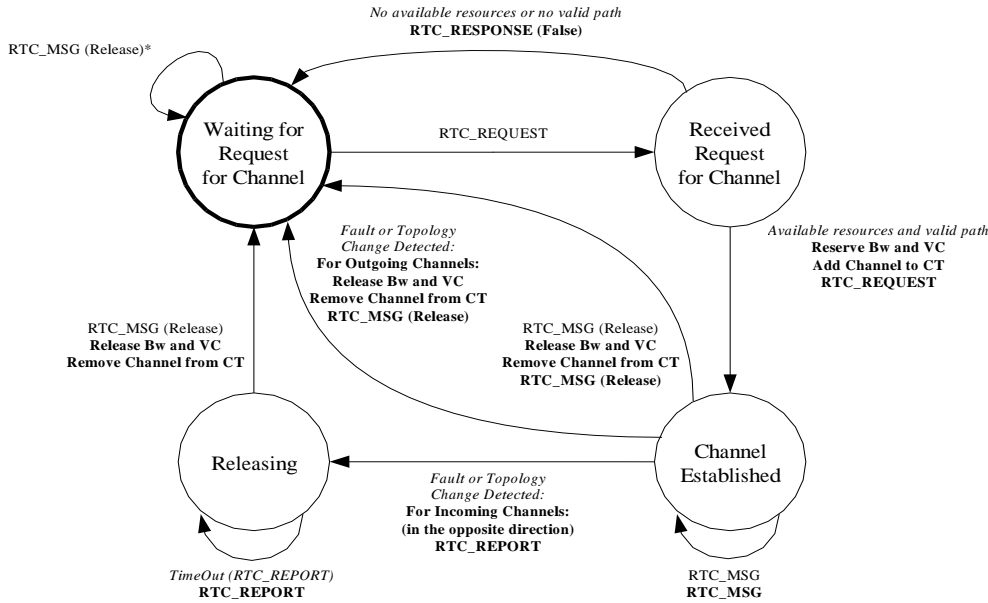 No available resources or no valid path
RTC_RESPONSE (False)
RTC_MSG (Release)*
Waiting for
Request
for Channel
RTC_REQUEST
Received
Request
for Channel
Fault or Topology
Change Detected:
For Outgoing Channels:
Release Bw and VC
Remove Channel from CT
RTC_MSG (Release)
Available resources and valid path
Reserve Bw and VC
Add Channel to CT
RTC_REQUEST
RTC_MSG (Release)
Release Bw and VC
Remove Channel from CT
RTC_MSG (Release)
Release Bw and VC
Remove Channel from CT
RTC_MSG (Release)
Releasing
Channel
Established
Fault or Topology
Change Detected:
For Incoming Channels:
(in the opposite direction)
RTC_REPORT
TimeOut (RTC_REPORT)
RTC_REPORT
RTC_MSG
RTC_MSG